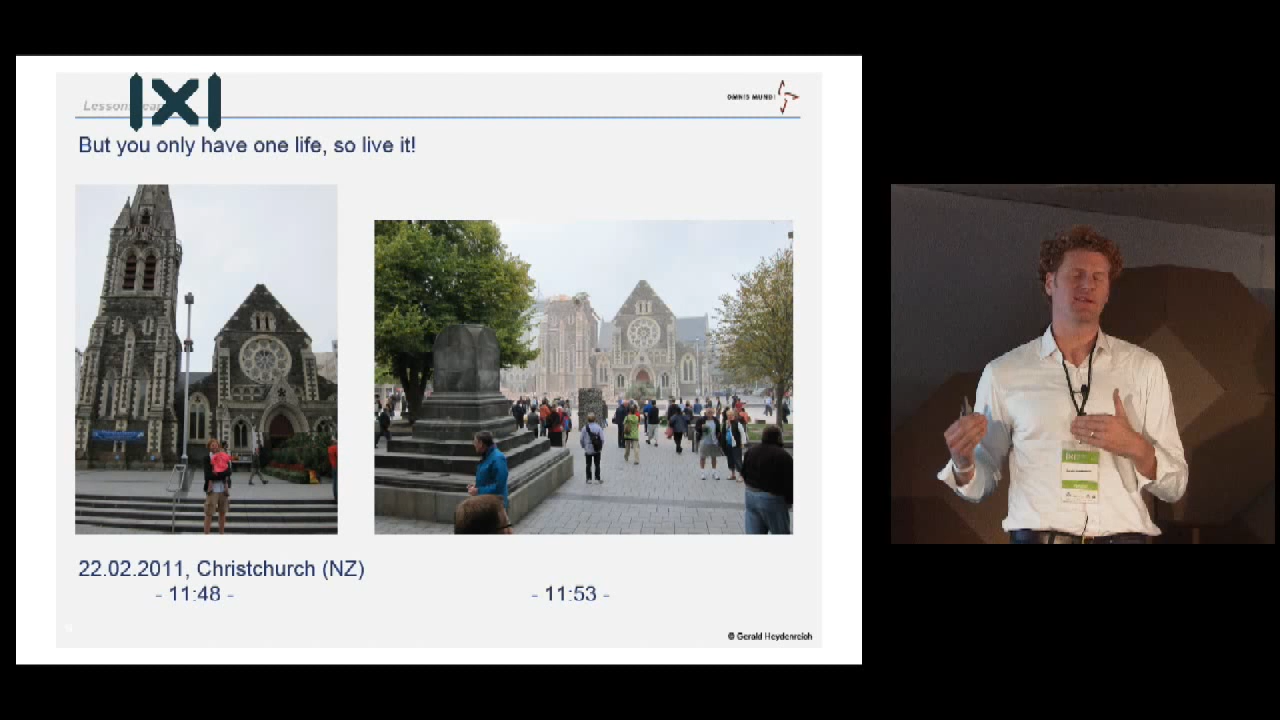 Lesson
OMNIS MUNDI
But you only have one life, so live it!
22.02.2011, Christchurch (NZ)
- 11:48 -
- 11:53 -
© Gerald Heydenreich